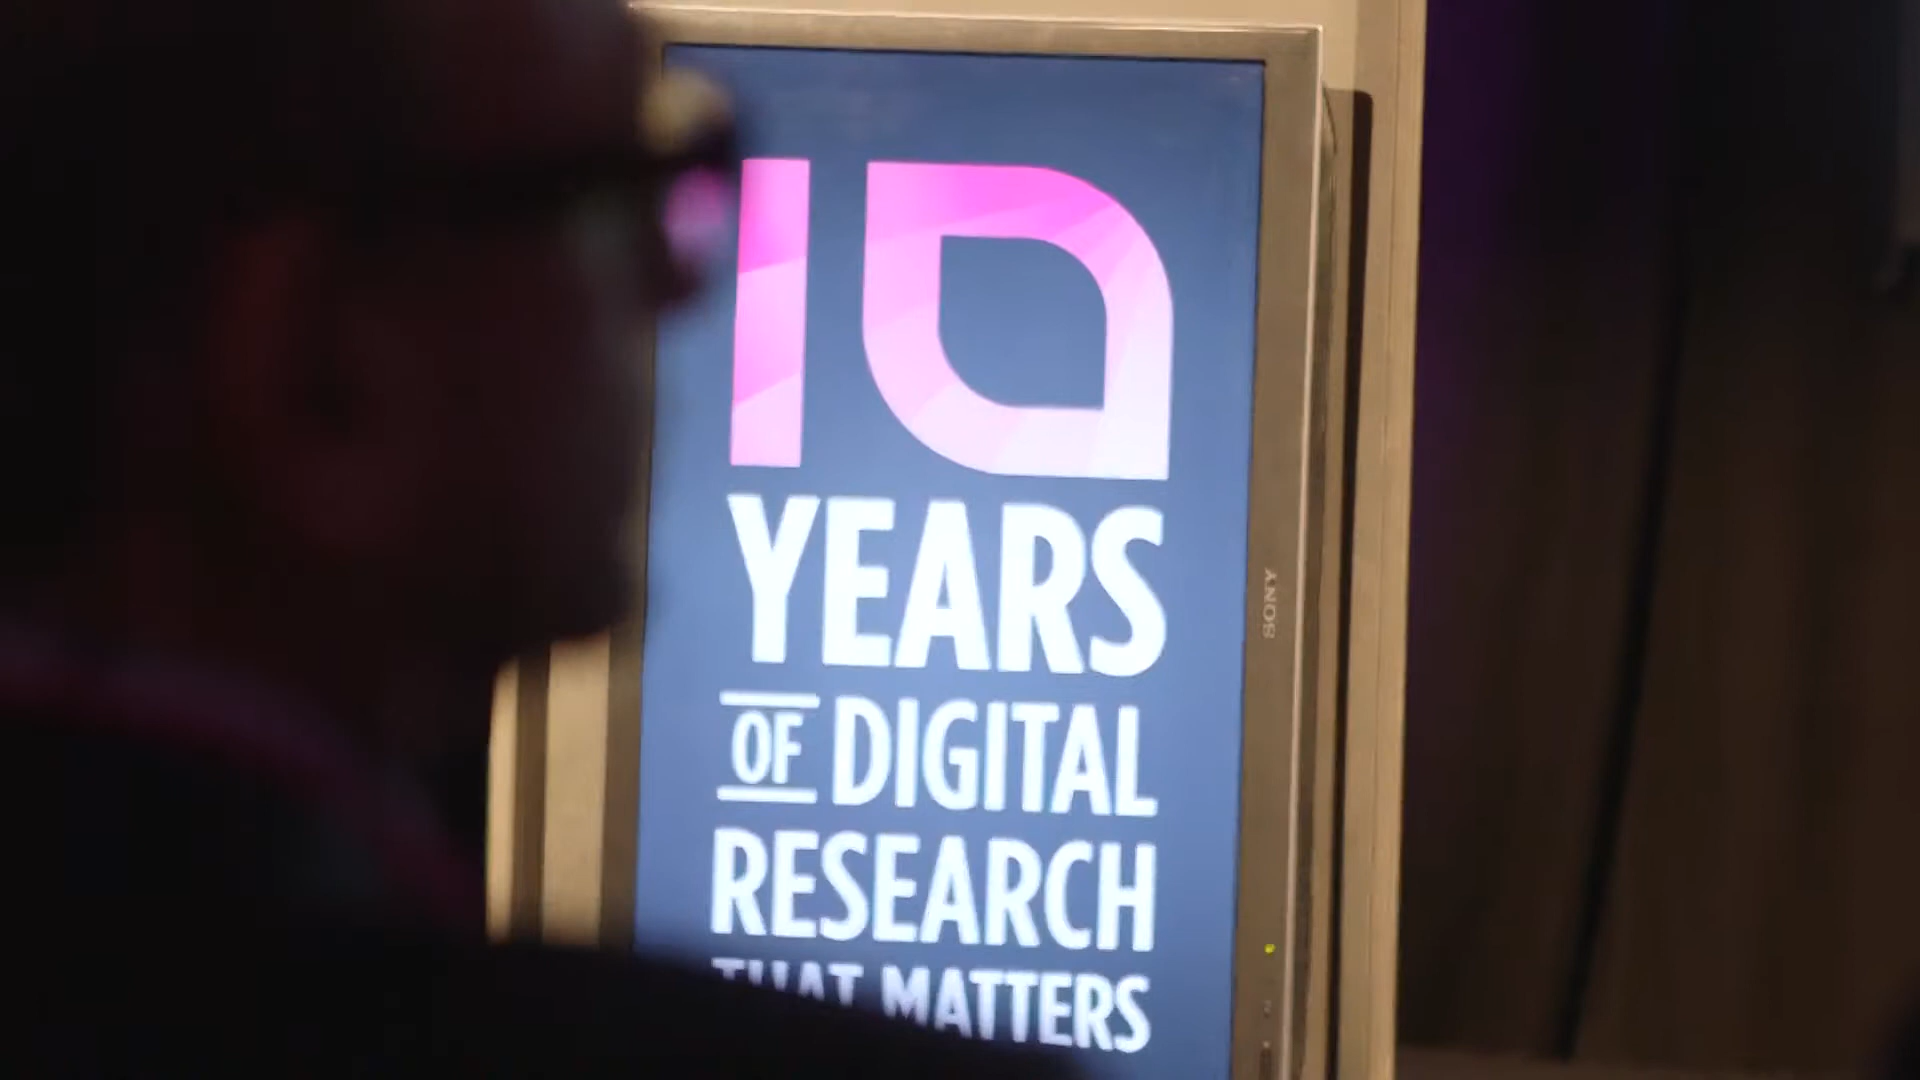 10
YEARS
OF DIGITAL
RESEARCH
THAT MATTERS
SONY